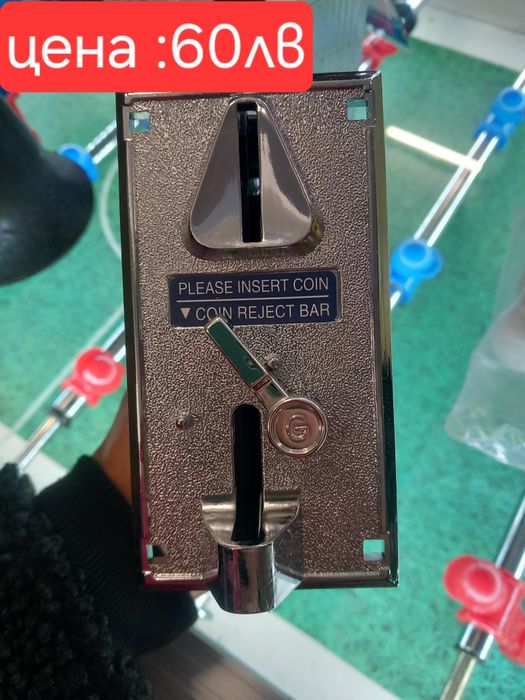 цена :60лв
PLEASE INSERT COIN
▼ COIN REJECT BAR
G